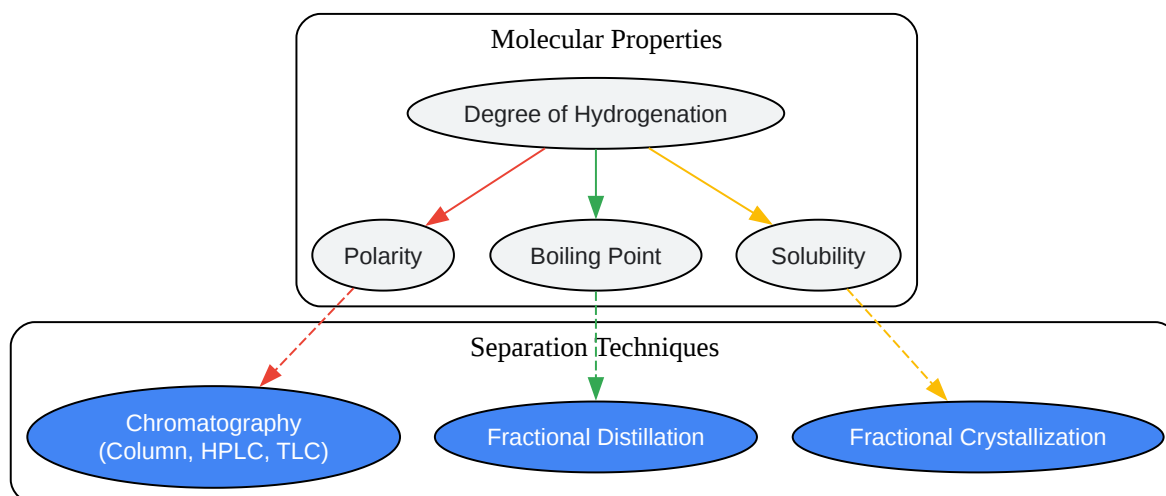 Molecular Properties
Degree of Hydrogenation
Polarity
Boiling Point
Solubility
Separation Techniques
Chromatography
(Column, HPLC, TLC)
Fractional Distillation
Fractional Crystallization